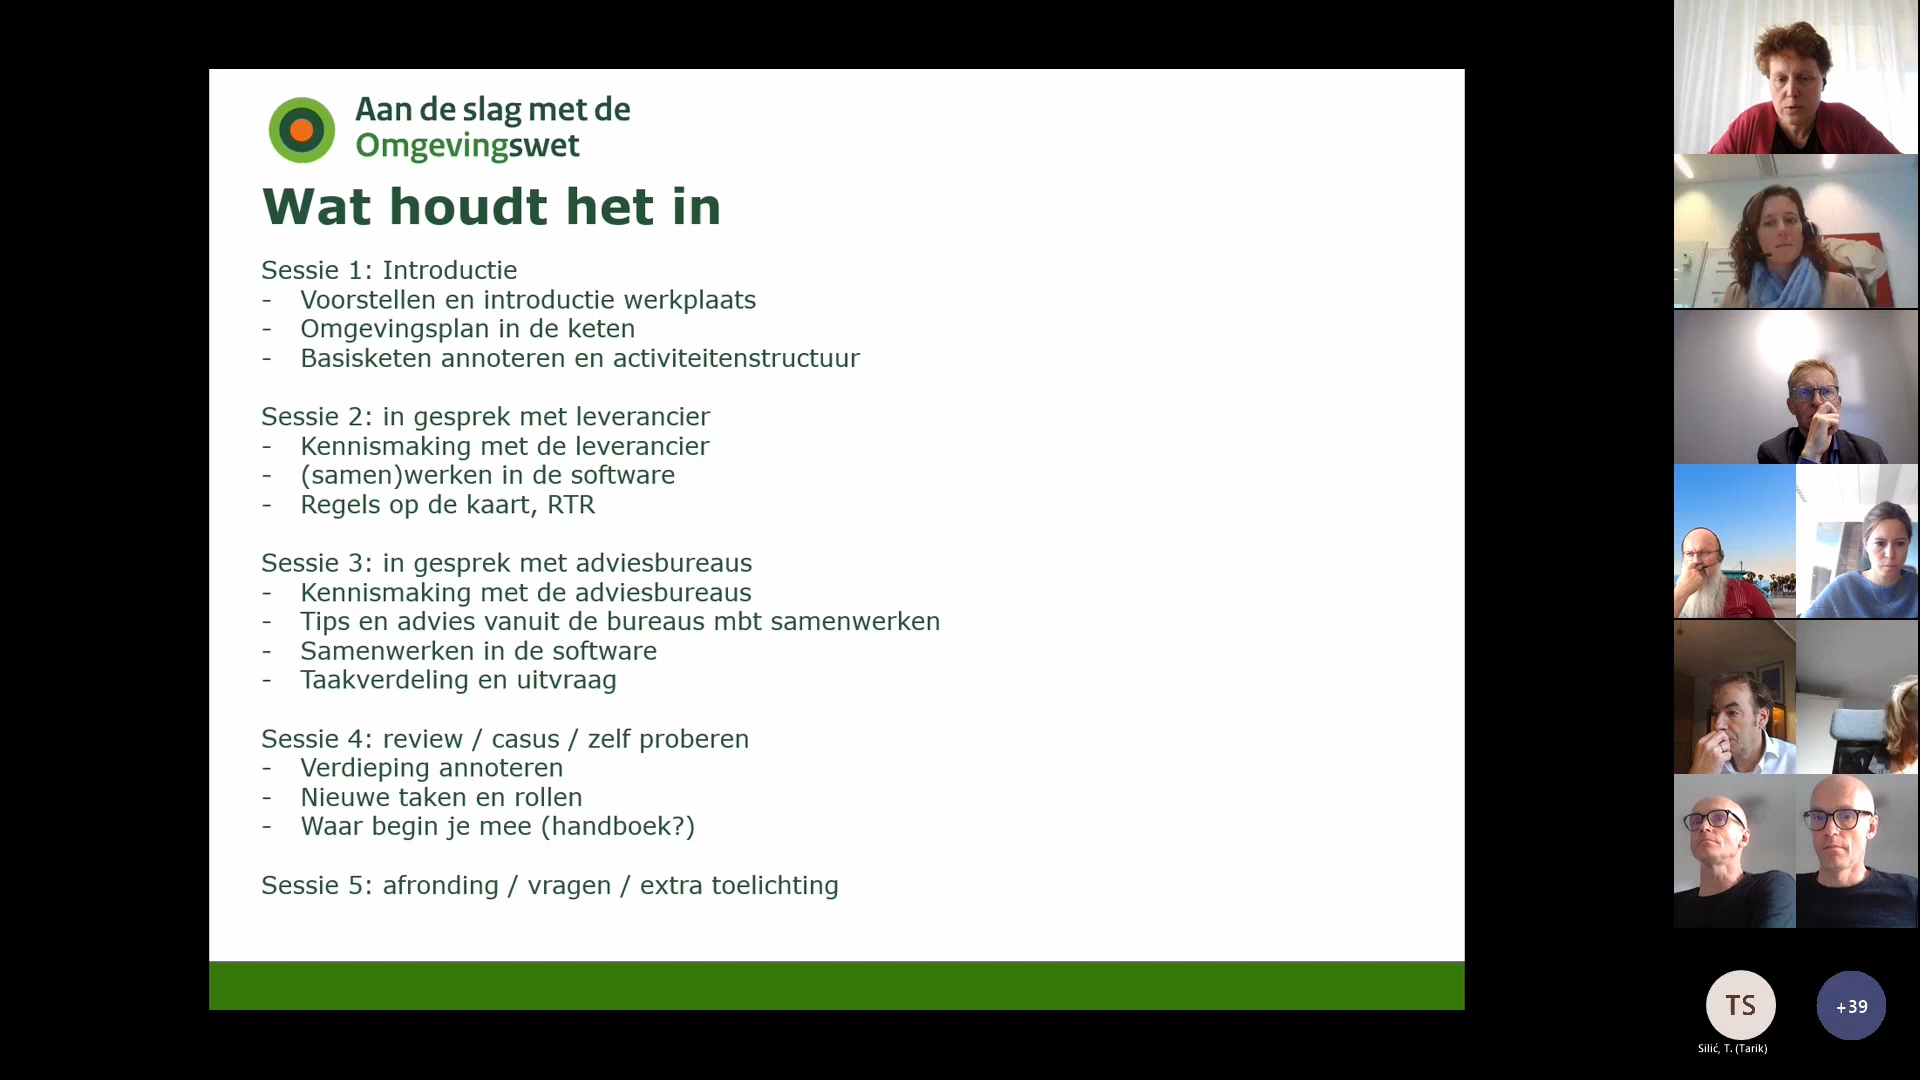 Aan de slag met de
Omgevingswet
Wat houdt het in
Sessie 1: Introductie
- Voorstellen en introductie werkplaats
- Omgevingsplan in de keten
- Basisketen annoteren en activiteitenstructuur
Sessie 2: in gesprek met leverancier
- Kennismaking met de leverancier
- (samen)werken in de software
- Regels op de kaart, RTR
Sessie 3: in gesprek met adviesbureaus
- Kennismaking met de adviesbureaus
- Tips en advies vanuit de bureaus mbt samenwerken
- Samenwerken in de software
- Taakverdeling en uitvraag
Sessie 4: review / casus / zelf proberen
- Verdieping annoteren
- Nieuwe taken en rollen
- Waar begin je mee (handboek?)
Sessie 5: afronding / vragen / extra toelichting
TS
+39
Silić, T. (Tarik)